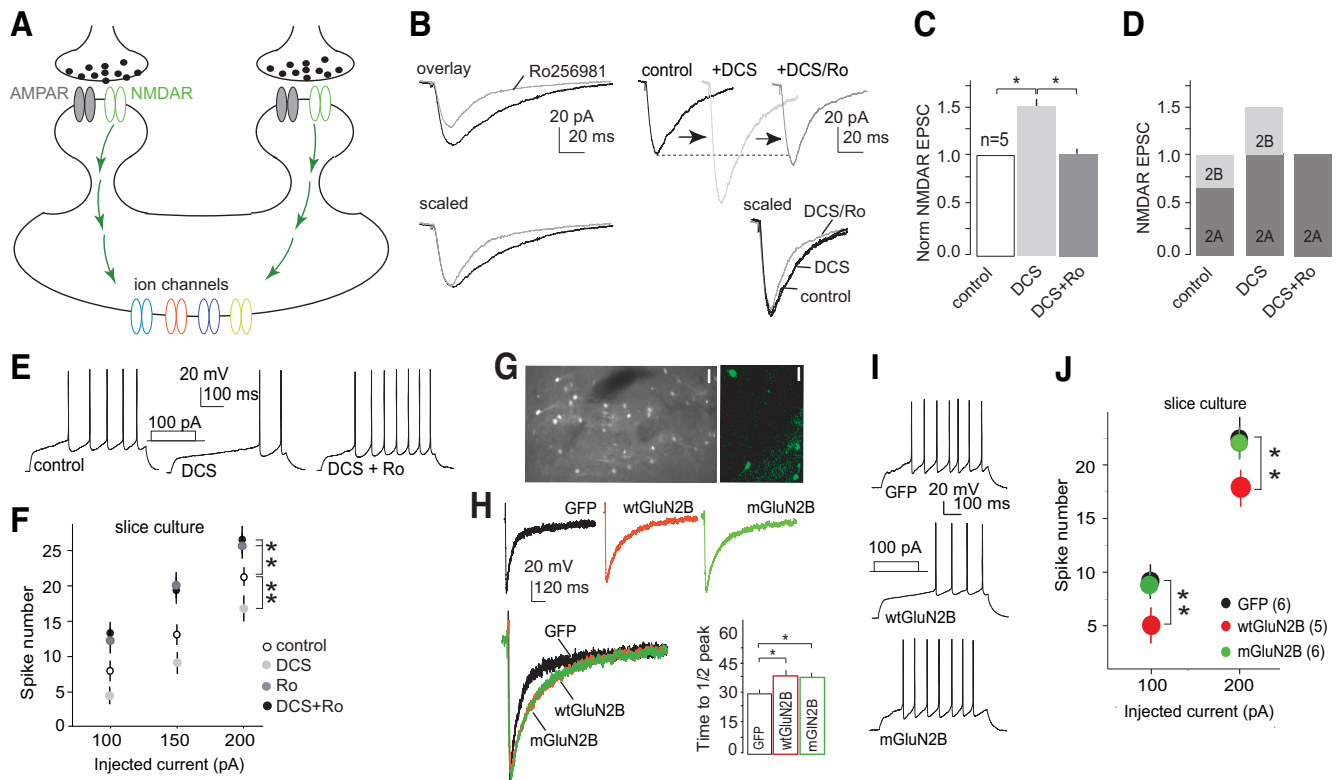 A
AMPAR
NMDAR
ion channels
B
overlay
Ro256981
20 pA
20 ms
scaled
control
+DCS
+DCS/Ro
20 pA
20 ms
scaled
DCS/Ro
DCS
control
C
* *
Norm NMDAR EPSC
1.5
1.0
1.5
0.0
n=5
control
DCS
DCS+Ro
D
NMDAR EPSC
1.5
1.0
1.5
0.0
2B
2A
2B
2A
2A
control
DCS
DCS+Ro
E
20 mV
100 ms
100 pA
control
DCS
DCS + Ro
F
slice culture
Spike number
25
20
15
10
5
0
100 150 200
Injected current (pA)
**
**
control
DCS
Ro
DCS+Ro
G
H
GFP
wtGluN2B
mGluN2B
20 mV
120 ms
GFP
wtGluN2B
mGluN2B
Time to 1/2 peak
60
45
30
15
0
*
*
GFP
wtGluN2B
mGlN2B
I
GFP
20 mV
100 ms
100 pA
wtGluN2B
mGluN2B
J
slice culture
Spike number
20
15
10
5
**
**
GFP (6)
wtGluN2B (5)
mGluN2B (6)
100 200
Injected current (pA)